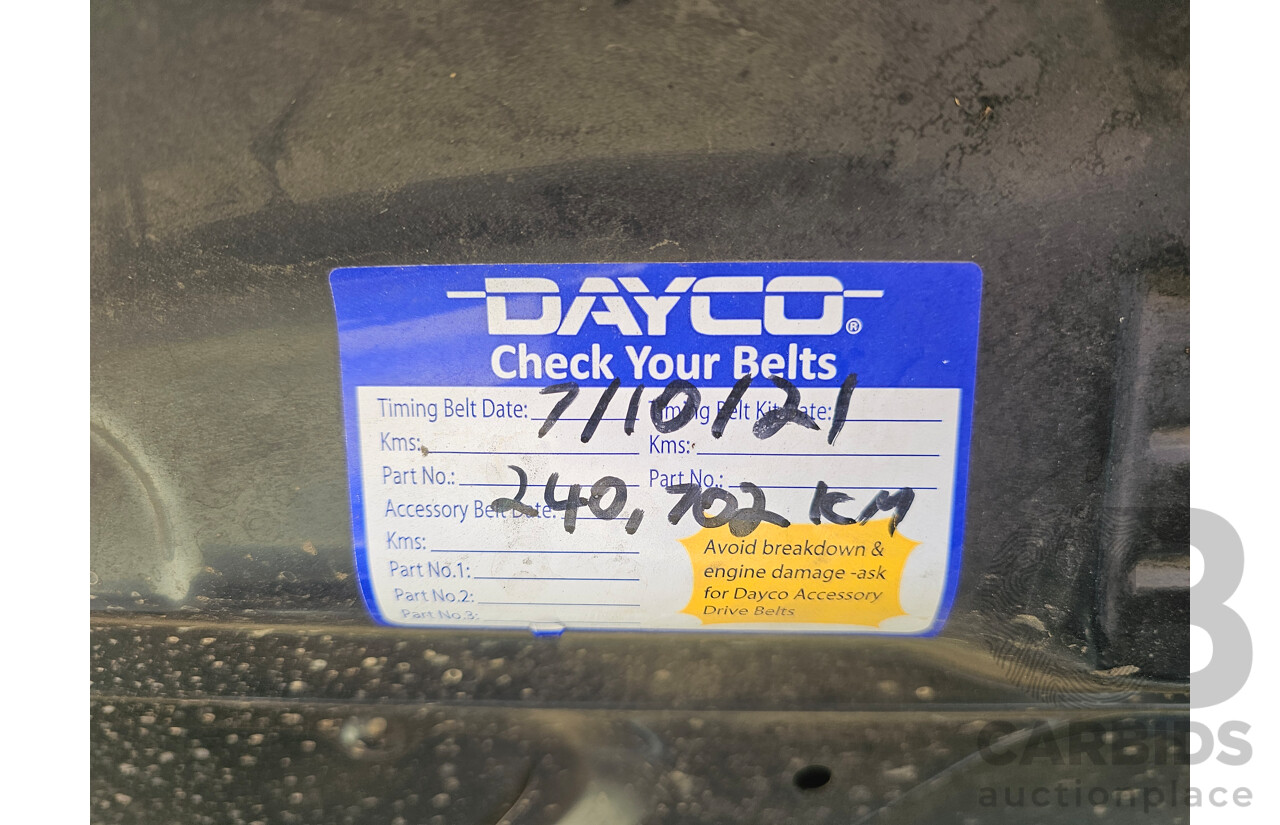 DAYCO®
Check Your Belts
Timing Belt Date: Timing Belt Kit Date:
7/10/21
Kms: Kms:
Part No.: Part No.:
240,702 KM
Accessory Belt Date:
Kms:
Part No.1:
Part No.2:
Part No.3:
Avoid breakdown &
engine damage -ask
for Dayco Accessory
Drive Belts
B
CARBIDS
auctionplace